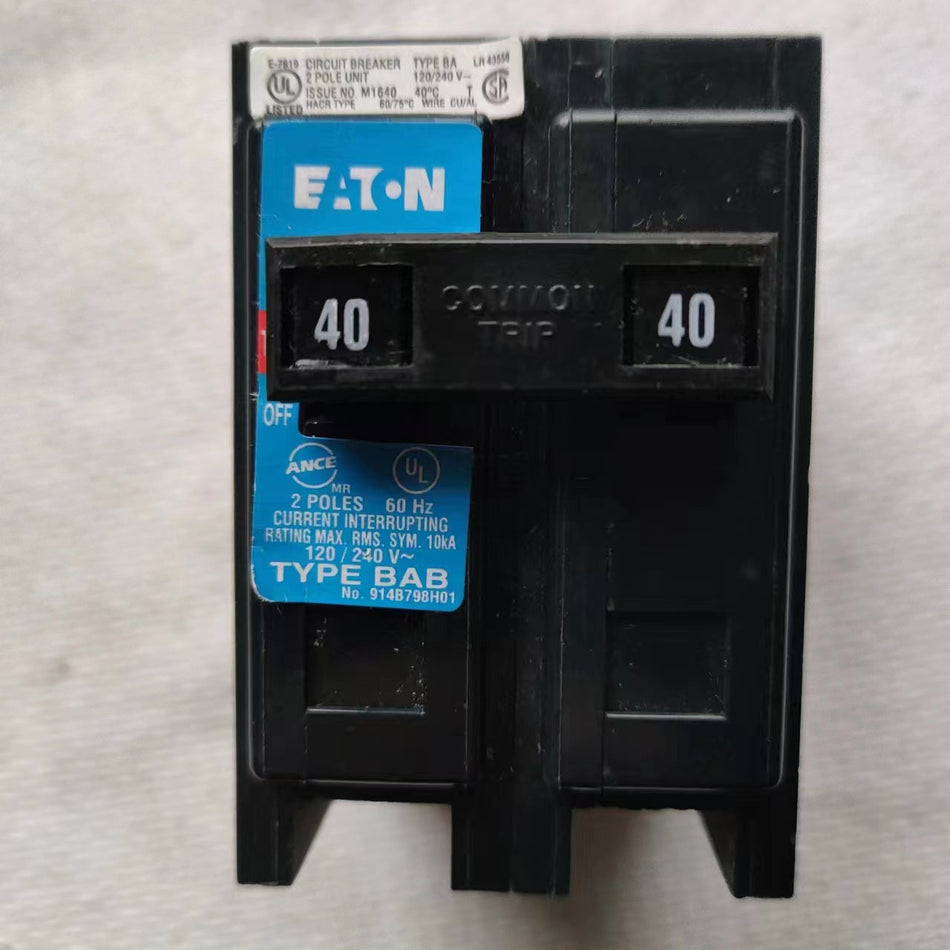 E-7819 CIRCUIT BREAKER TYPE BA LR 43556
UL 2 POLE UNIT 120/240 V~ SA
ISSUE NO. M1640 40°C T
LISTED HACR TYPE 60/75°C WIRE CU/AL
EATON
40 COMMON 40
TRIP
OFF
ANCE UL
MR
2 POLES 60 Hz
CURRENT INTERRUPTING
RATING MAX. RMS. SYM. 10kA
120 / 240 V~
TYPE BAB
No. 914B798H01